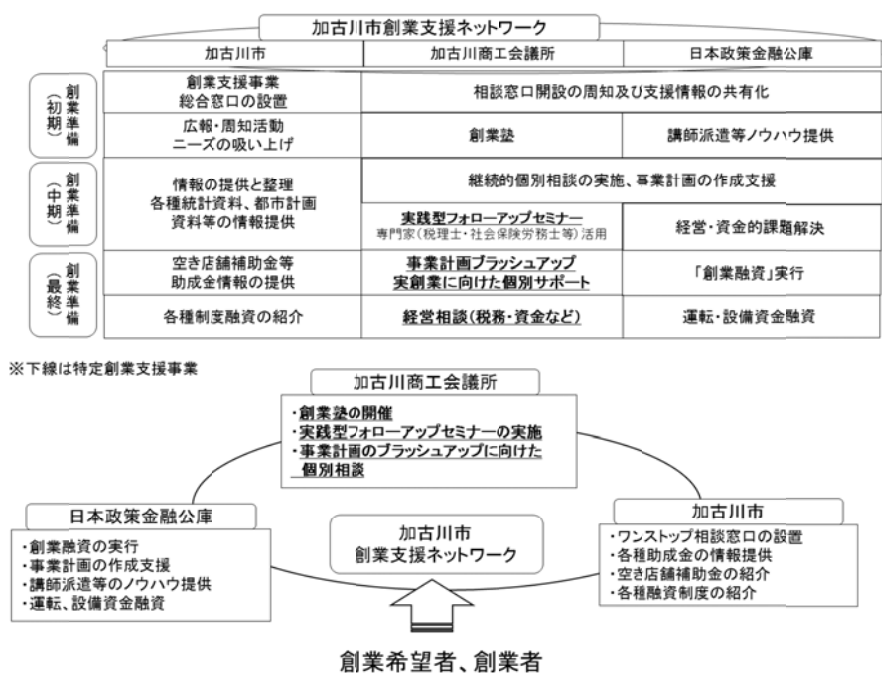 加古川市創業支援ネットワーク
加古川市
加古川商工会議所
日本政策金融公庫
創業準備
(初期)
創業支援事業
総合窓口の設置
相談窓口開設の周知及び支援情報の共有化
広報・周知活動
ニーズの吸い上げ
創業塾
講師派遣等ノウハウ提供
創業準備
(中期)
情報の提供と整理
各種統計資料、都市計画
資料等の情報提供
継続的個別相談の実施、事業計画の作成支援
実践型フォローアップセミナー
専門家(税理士・社会保険労務士等)活用
経営・資金的課題解決
創業準備
(最終)
空き店舗補助金等
助成金情報の提供
事業計画ブラッシュアップ
実創業に向けた個別サポート
「創業融資」実行
各種制度融資の紹介
経営相談(税務・資金など)
運転・設備資金融資
※下線は特定創業支援事業
加古川商工会議所
・創業塾の開催
・実践型フォローアップセミナーの実施
・事業計画のブラッシュアップに向けた
個別相談
日本政策金融公庫
・創業融資の実行
・事業計画の作成支援
・講師派遣等のノウハウ提供
・運転、設備資金融資
加古川市
創業支援ネットワーク
加古川市
・ワンストップ相談窓口の設置
・各種助成金の情報提供
・空き店舗補助金の紹介
・各種融資制度の紹介
創業希望者、創業者